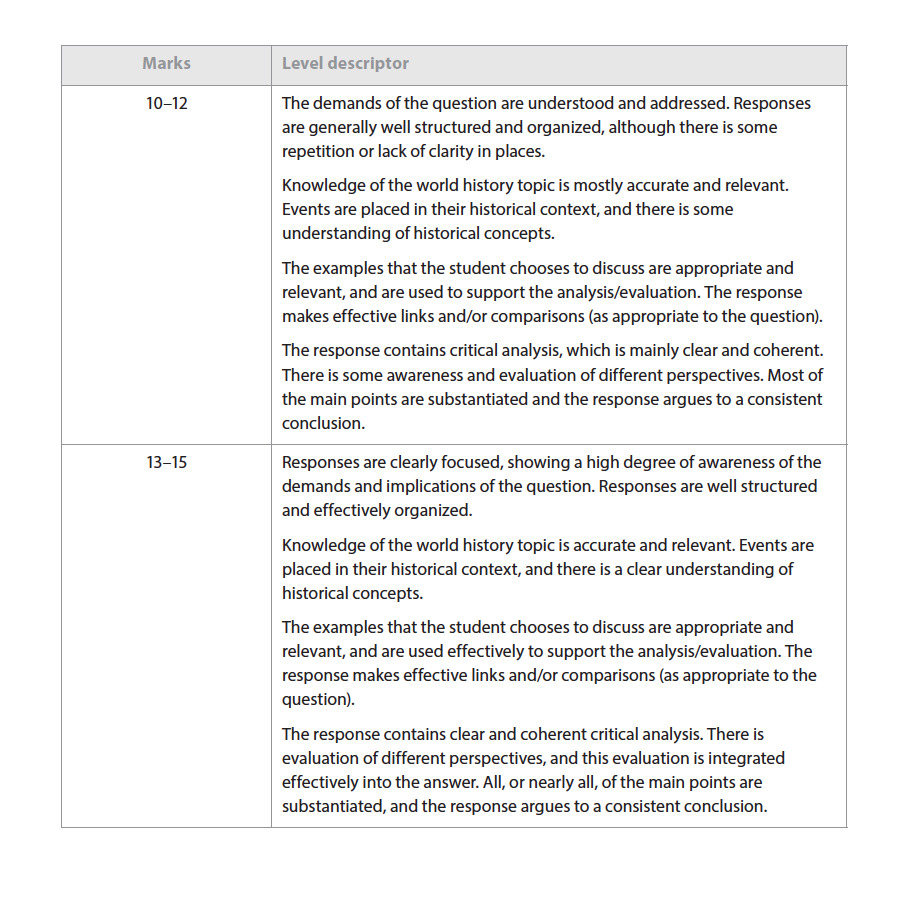 Marks
Level descriptor
10–12
The demands of the question are understood and addressed. Responses
are generally well structured and organized, although there is some
repetition or lack of clarity in places.
Knowledge of the world history topic is mostly accurate and relevant.
Events are placed in their historical context, and there is some
understanding of historical concepts.
The examples that the student chooses to discuss are appropriate and
relevant, and are used to support the analysis/evaluation. The response
makes effective links and/or comparisons (as appropriate to the question).
The response contains critical analysis, which is mainly clear and coherent.
There is some awareness and evaluation of different perspectives. Most of
the main points are substantiated and the response argues to a consistent
conclusion.
13–15
Responses are clearly focused, showing a high degree of awareness of the
demands and implications of the question. Responses are well structured
and effectively organized.
Knowledge of the world history topic is accurate and relevant. Events are
placed in their historical context, and there is a clear understanding of
historical concepts.
The examples that the student chooses to discuss are appropriate and
relevant, and are used effectively to support the analysis/evaluation. The
response makes effective links and/or comparisons (as appropriate to the
question).
The response contains clear and coherent critical analysis. There is
evaluation of different perspectives, and this evaluation is integrated
effectively into the answer. All, or nearly all, of the main points are
substantiated, and the response argues to a consistent conclusion.